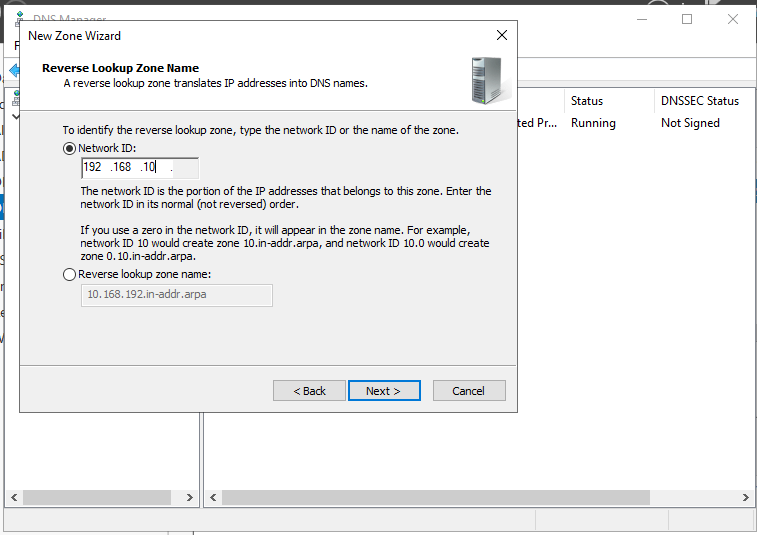 DNS Manager
New Zone Wizard
Reverse Lookup Zone Name
A reverse lookup zone translates IP addresses into DNS names.
Status
DNSSEC Status
ted Pr...
Running
Not Signed
To identify the reverse lookup zone, type the network ID or the name of the zone.
Network ID:
192 .168 .10 .
The network ID is the portion of the IP addresses that belongs to this zone. Enter the
network ID in its normal (not reversed) order.
If you use a zero in the network ID, it will appear in the zone name. For example,
network ID 10 would create zone 10.in-addr.arpa, and network ID 10.0 would create
zone 0.10.in-addr.arpa.
Reverse lookup zone name:
10.168.192.in-addr.arpa
< Back
Next >
Cancel